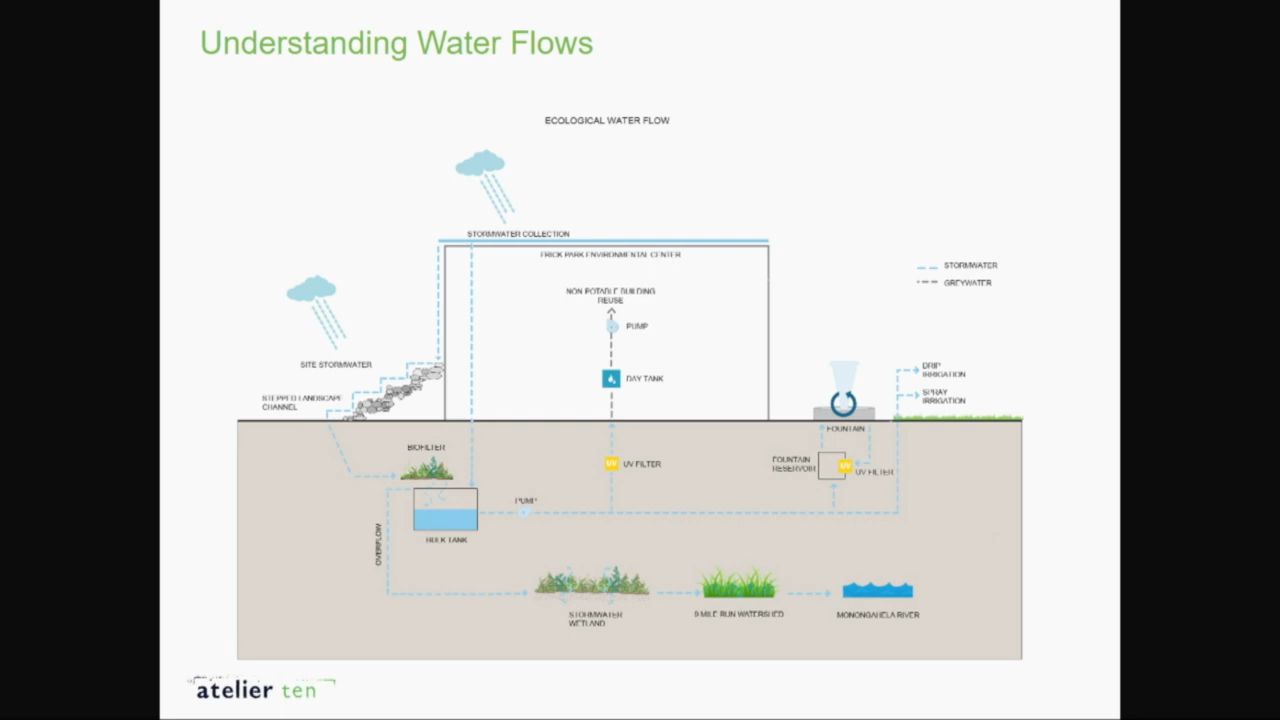 Understanding Water Flows
ECOLOGICAL WATER FLOW
STORMWATER COLLECTION
FRICK PARK ENVIRONMENTAL CENTER
STORMWATER
GREYWATER
NON POTABLE BUILDING
REUSE
PUMP
SITE STORMWATER
DAY TANK
DRIP
IRRIGATION
SPRAY
IRRIGATION
STEPPED LANDSCAPE
CHANNEL
FOUNTAIN
BIOFILTER
UV
UV FILTER
FOUNTAIN
RESERVOIR
UV
UV FILTER
PUMP
BULK TANK
OVERFLOW
STORMWATER
WETLAND
9 MILE RUN WATERSHED
MONONGAHELA RIVER
atelier ten